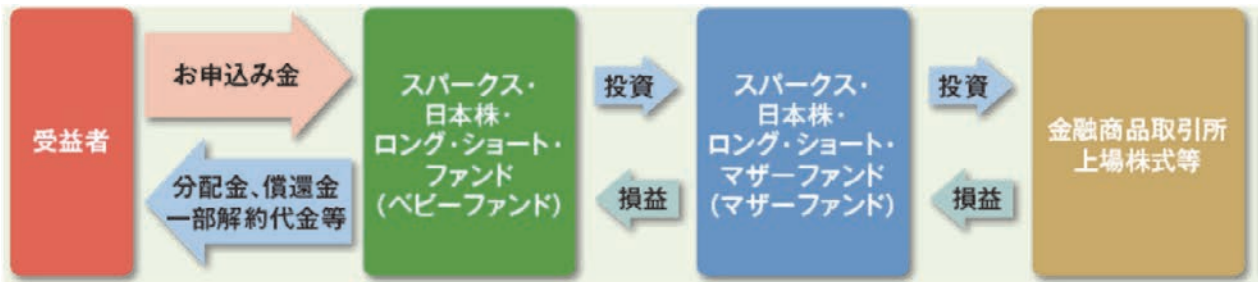 受益者
お申込み金
分配金、償還金
一部解約代金等
スパークス・
日本株・
ロング・ショート・
ファンド
(ベビーファンド)
投資
損益
スパークス・
日本株・
ロング・ショート・
マザーファンド
(マザーファンド)
投資
損益
金融商品取引所
上場株式等